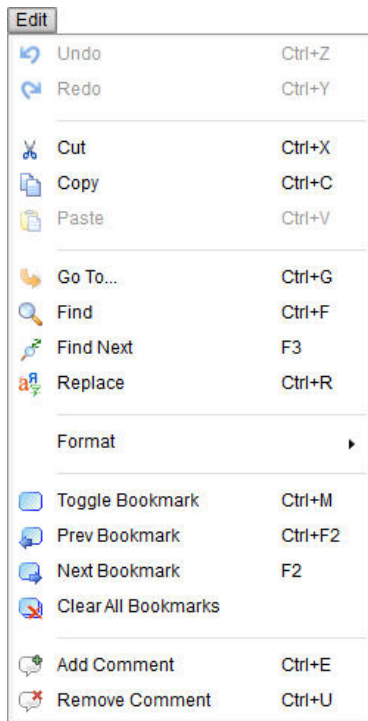 Edit
Undo Ctrl+Z
Redo Ctrl+Y
Cut Ctrl+X
Copy Ctrl+C
Paste Ctrl+V
Go To... Ctrl+G
Find Ctrl+F
Find Next F3
Replace Ctrl+R
Format
Toggle Bookmark Ctrl+M
Prev Bookmark Ctrl+F2
Next Bookmark F2
Clear All Bookmarks
Add Comment Ctrl+E
Remove Comment Ctrl+U